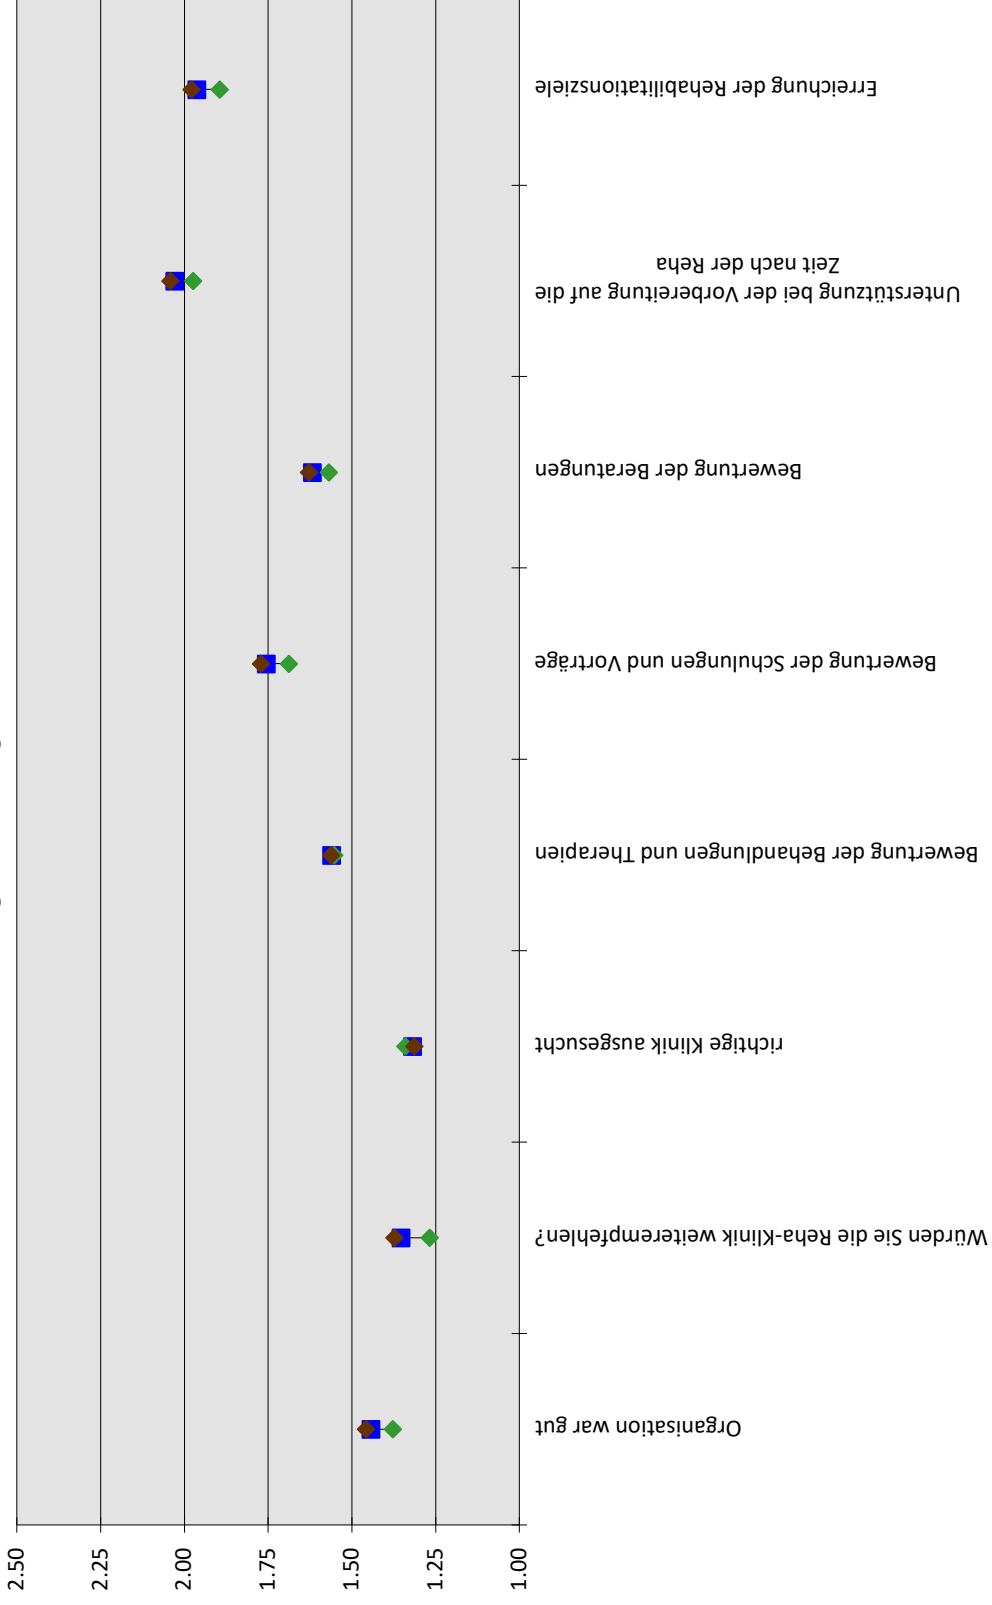 2.50
2.25
2.00
1.75
1.50
1.25
1.00
Organisation war gut
Würden Sie die Reha-Klinik weiterempfehlen?
richtige Klinik ausgesucht
Bewertung der Behandlungen und Therapien
Bewertung der Schulungen und Vorträge
Bewertung der Beratungen
Unterstützung bei der Vorbereitung auf die
Zeit nach der Reha
Erreichung der Rehabilitationsziele